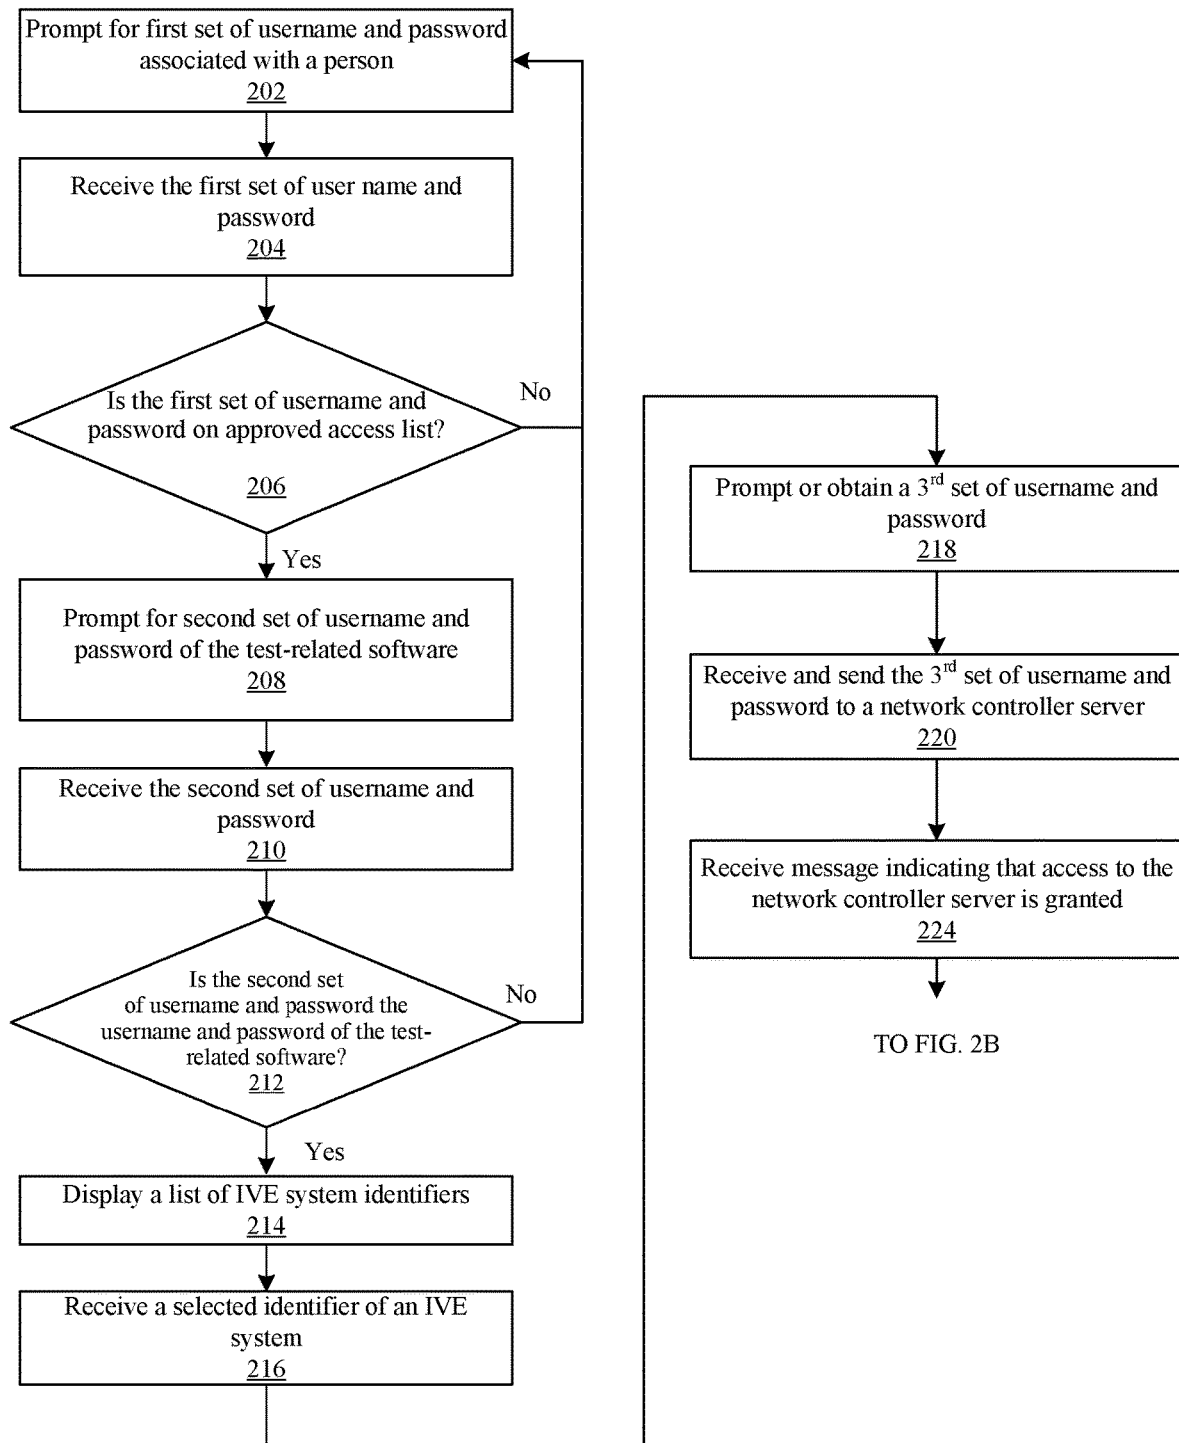 Prompt for first set of username and password
associated with a person
202
Receive the first set of user name and
password
204
Is the first set of username and
password on approved access list?
206
No
Yes
Prompt for second set of username and
password of the test-related software
208
Receive the second set of username and
password
210
Is the second set
of username and password the
username and password of the test-
related software?
212
No
Yes
Display a list of IVE system identifiers
214
Receive a selected identifier of an IVE
system
216
Prompt or obtain a 3rd set of username and
password
218
Receive and send the 3rd set of username and
password to a network controller server
220
Receive message indicating that access to the
network controller server is granted
224
TO FIG. 2B